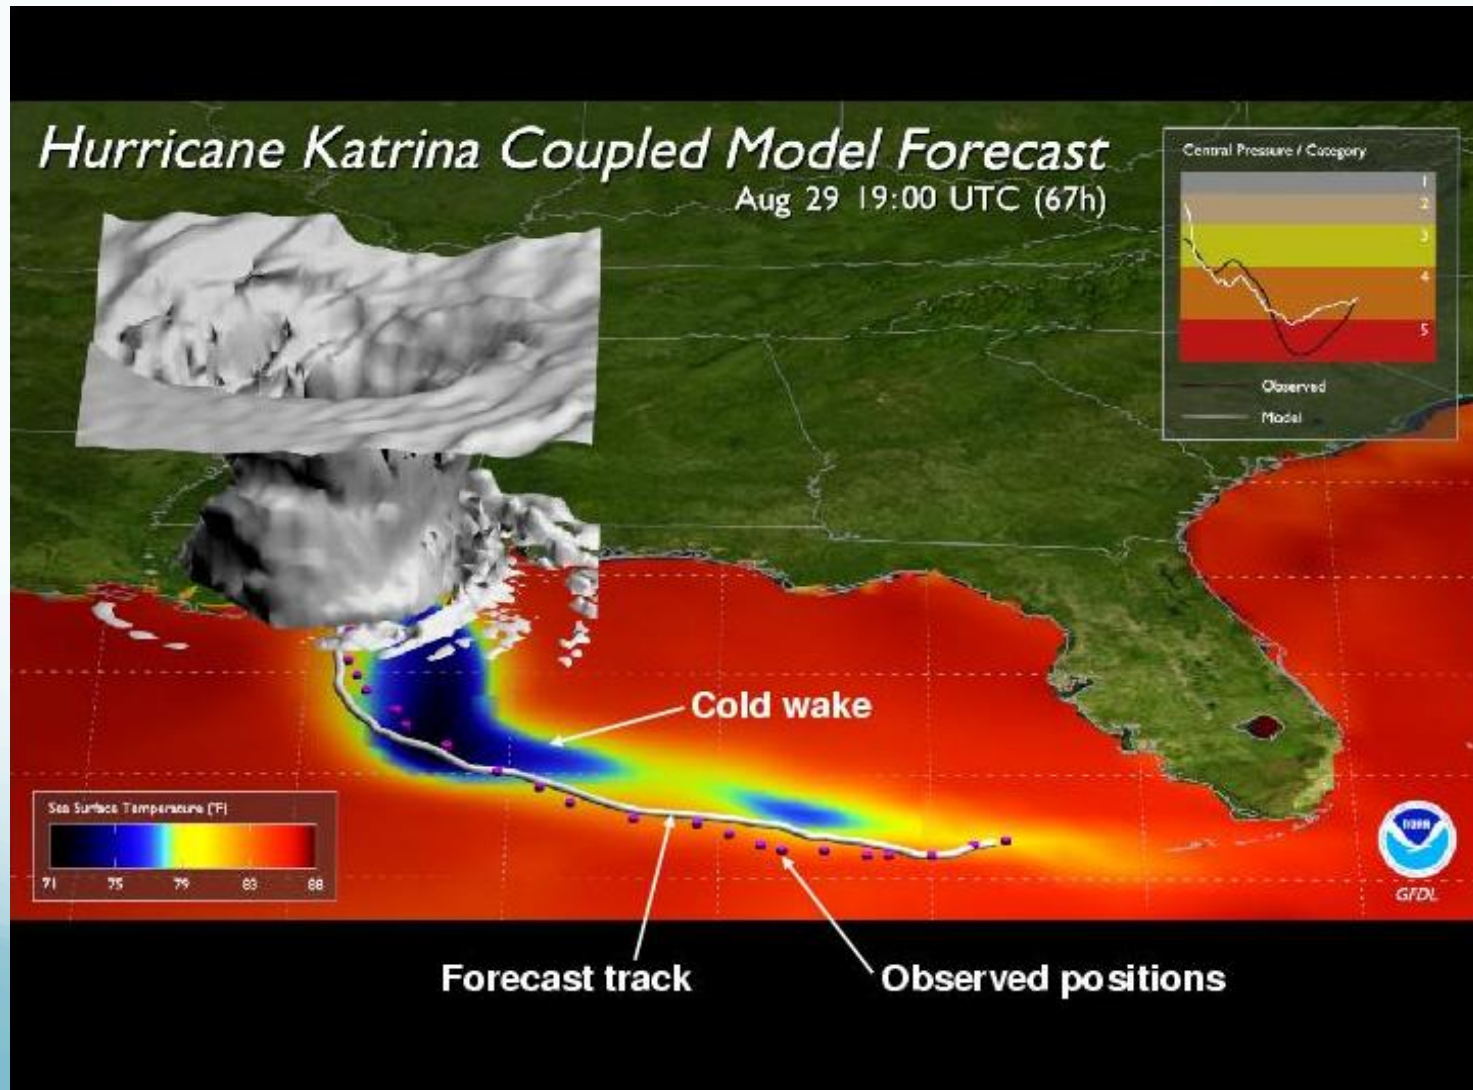 Hurricane Katrina Coupled Model Forecast
Aug 29 19:00 UTC (67h)
Central Pressure / Category
1
2
3
4
5
Observed
Model
Cold wake
Sea Surface Temperature (°F)
71 75 79 83 88
NOAA
GFDL
Forecast track
Observed positions